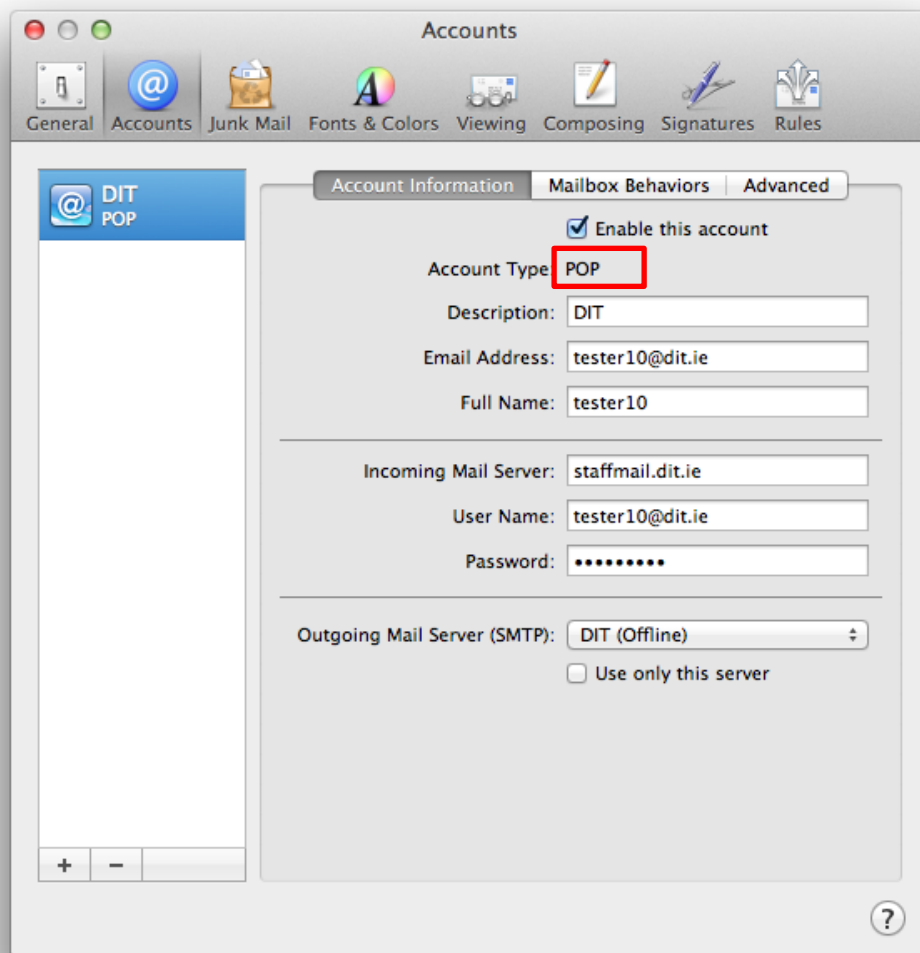 Accounts
General Accounts Junk Mail Fonts & Colors Viewing Composing Signatures Rules
DIT
POP
Account Information Mailbox Behaviors Advanced
Enable this account
Account Type: POP
Description: DIT
Email Address: tester10@dit.ie
Full Name: tester10
Incoming Mail Server: staffmail.dit.ie
User Name: tester10@dit.ie
Password: •••••••••
Outgoing Mail Server (SMTP): DIT (Offline)
Use only this server
+ −
?